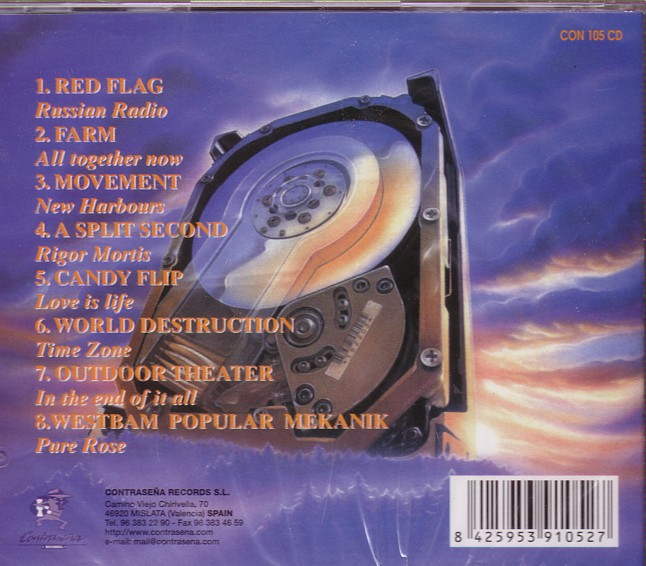 CON 105 CD
1. RED FLAG
Russian Radio
2. FARM
All together now
3. MOVEMENT
New Harbours
4. A SPLIT SECOND
Rigor Mortis
5. CANDY FLIP
Love is life
6. WORLD DESTRUCTION
Time Zone
7. OUTDOOR THEATER
In the end of it all
8.WESTBAM POPULAR MEKANIK
Pure Rose
CONTRASEÑA RECORDS S.L.
Camino Viejo Chirivella, 70
46920 MISLATA (Valencia) SPAIN
Tel. 96 383 22 90 - Fax 96 383 46 59
http://www.contrasena.com
e-mail: mail@contrasena.com
Contraseña
8 425953 910527